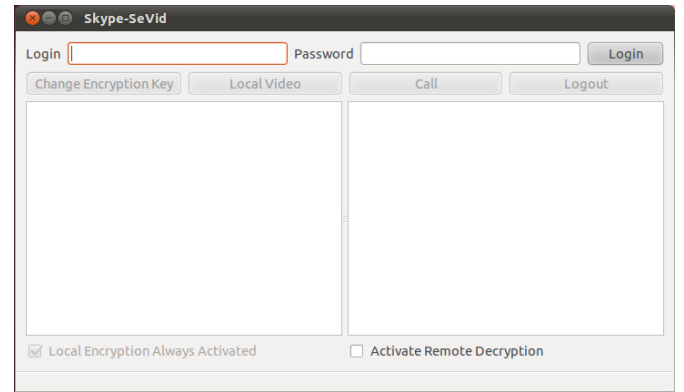 Skype-SeVid
Login Password Login
Change Encryption Key Local Video Call Logout
Local Encryption Always Activated Activate Remote Decryption